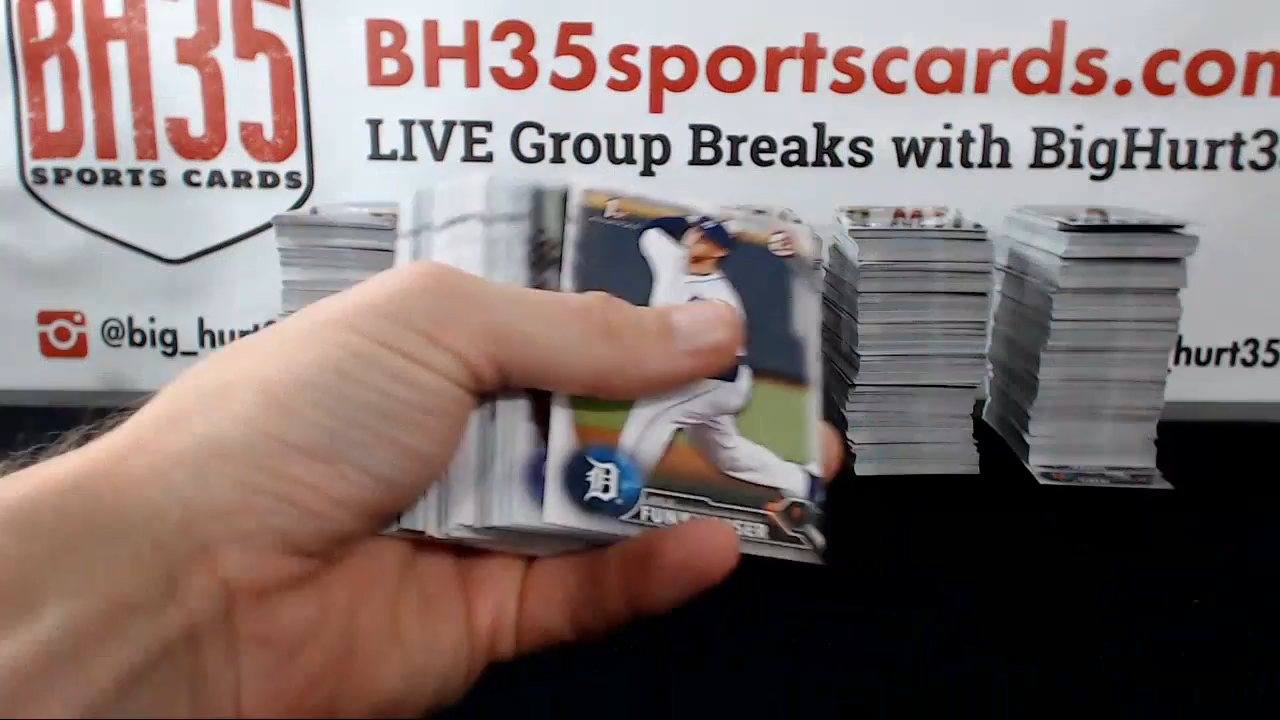 BH35
SPORTS CARDS
BH35sportscards.com
LIVE Group Breaks with BigHurt3
@big_hurt
hurt35
D